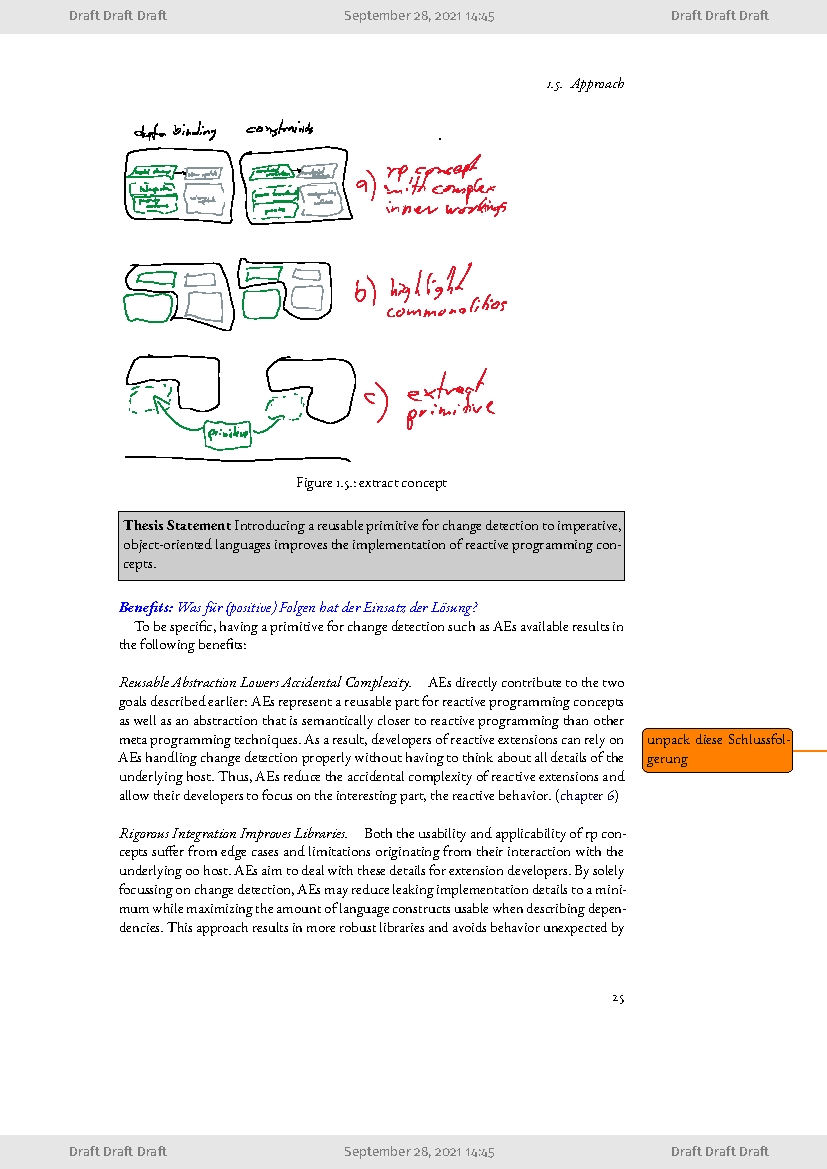 Draft Draft Draft September 28, 2021 14:45 Draft Draft Draft
1.5. Approach
data binding constraints
a) rp concept
with complex
inner workings
b) highlight
commonalities
c) extract
primitive
primitive
Figure 1.5.: extract concept
Thesis Statement Introducing a reusable primitive for change detection to imperative,
object-oriented languages improves the implementation of reactive programming con-
cepts.
Benefits: Was für (positive) Folgen hat der Einsatz der Lösung?
To be specific, having a primitive for change detection such as AEs available results in
the following benefits:
Reusable Abstraction Lowers Accidental Complexity. AEs directly contribute to the two
goals described earlier: AEs represent a reusable part for reactive programming concepts
as well as an abstraction that is semantically closer to reactive programming than other
meta programming techniques. As a result, developers of reactive extensions can rely on
AEs handling change detection properly without having to think about all details of the
underlying host. Thus, AEs reduce the accidental complexity of reactive extensions and
allow their developers to focus on the interesting part, the reactive behavior. (chapter 6)
unpack diese Schlussfol-
gerung
Rigorous Integration Improves Libraries. Both the usability and applicability of rp con-
cepts suffer from edge cases and limitations originating from their interaction with the
underlying oo host. AEs aim to deal with these details for extension developers. By solely
focussing on change detection, AEs may reduce leaking implementation details to a mini-
mum while maximizing the amount of language constructs usable when describing depen-
dencies. This approach results in more robust libraries and avoids behavior unexpected by
25
Draft Draft Draft September 28, 2021 14:45 Draft Draft Draft